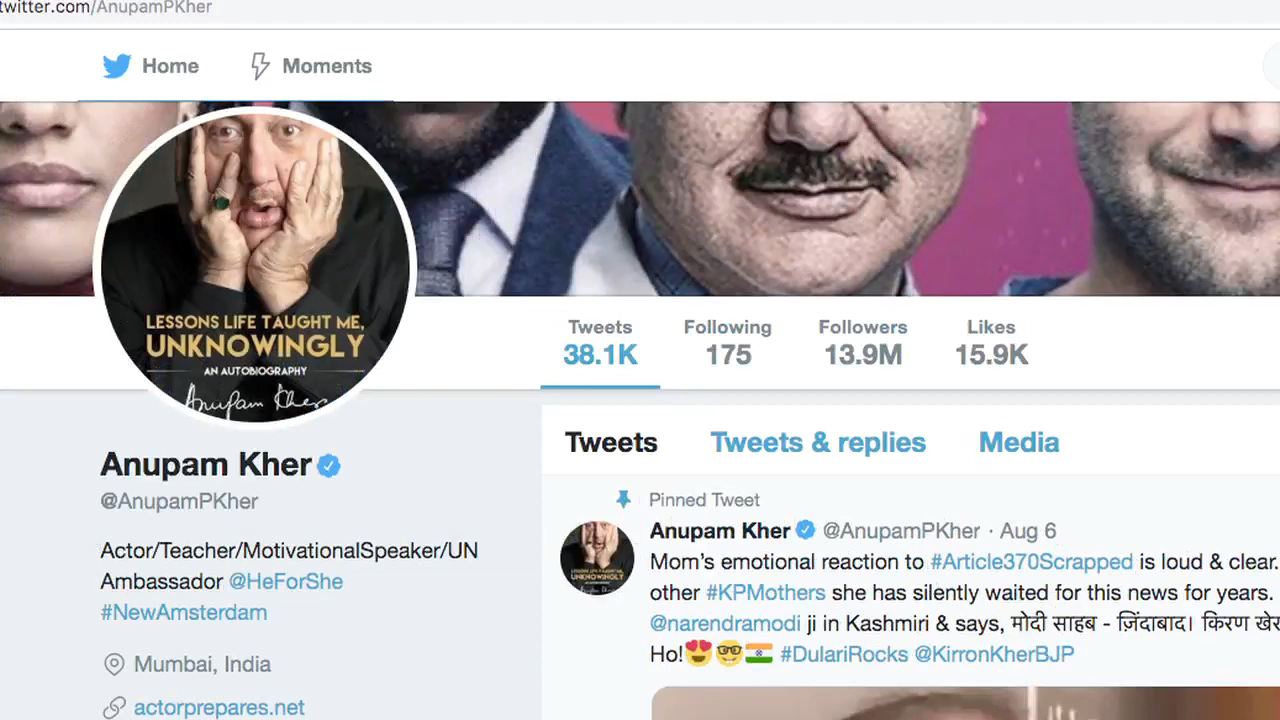 twitter.com/AnupamPKher
Home
Moments
LESSONS LIFE TAUGHT ME,
UNKNOWINGLY
AN AUTOBIOGRAPHY
Anupam Kher
Tweets Following Followers Likes
38.1K 175 13.9M 15.9K
Anupam Kher
@AnupamPKher
Actor/Teacher/MotivationalSpeaker/UN
Ambassador @HeForShe
#NewAmsterdam
Mumbai, India
actorprepares.net
Tweets Tweets & replies Media
Pinned Tweet
Anupam Kher @AnupamPKher · Aug 6
Mom’s emotional reaction to #Article370Scrapped is loud & clear.
other #KPMothers she has silently waited for this news for years.
@narendramodi ji in Kashmiri & says, मोदी साहब - ज़िंदाबाद। किरण खेर
Ho!😍🤓🇮🇳 #DulariRocks @KirronKherBJP